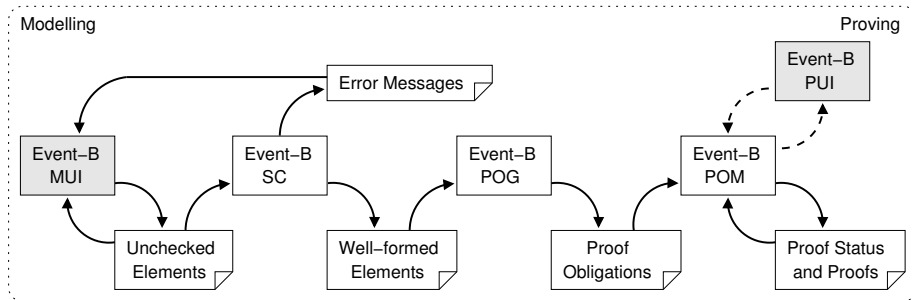 Modelling
Proving
Event–B
PUI
Error Messages
Event–B
MUI
Event–B
SC
Event–B
POG
Event–B
POM
Unchecked
Elements
Well–formed
Elements
Proof
Obligations
Proof Status
and Proofs